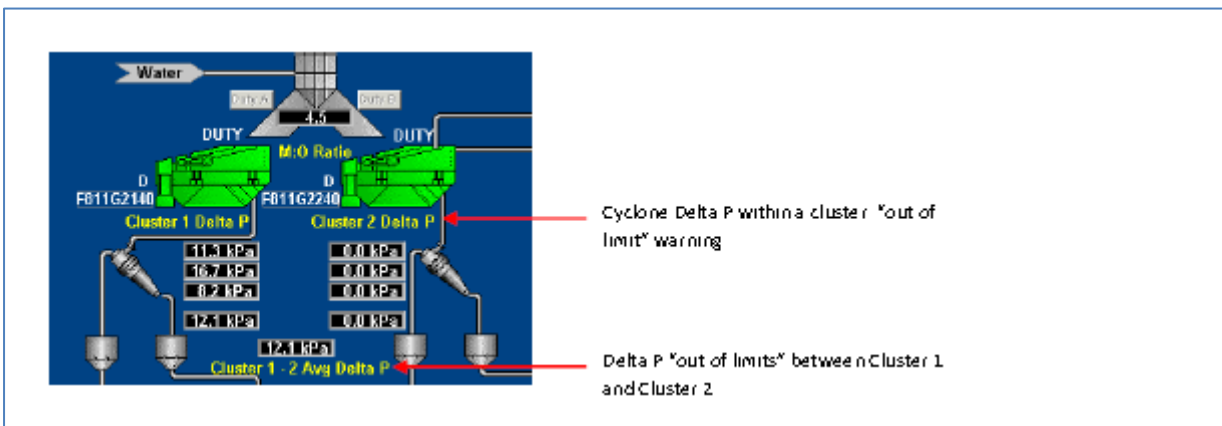 Water
Duty A
Duty B
4.5
DUTY
DUTY
M:O Ratio
D
D
F811G2140
F811G2240
Cluster 1 Delta P
Cluster 2 Delta P
11.3 kPa
0.0 kPa
16.7 kPa
0.0 kPa
8.2 kPa
0.0 kPa
12.1 kPa
0.0 kPa
12.1 kPa
Cluster 1 - 2 Avg Delta P
Cyclone Delta P within a cluster "out of
limit" warning
Delta P "out of limits" between Cluster 1
and Cluster 2